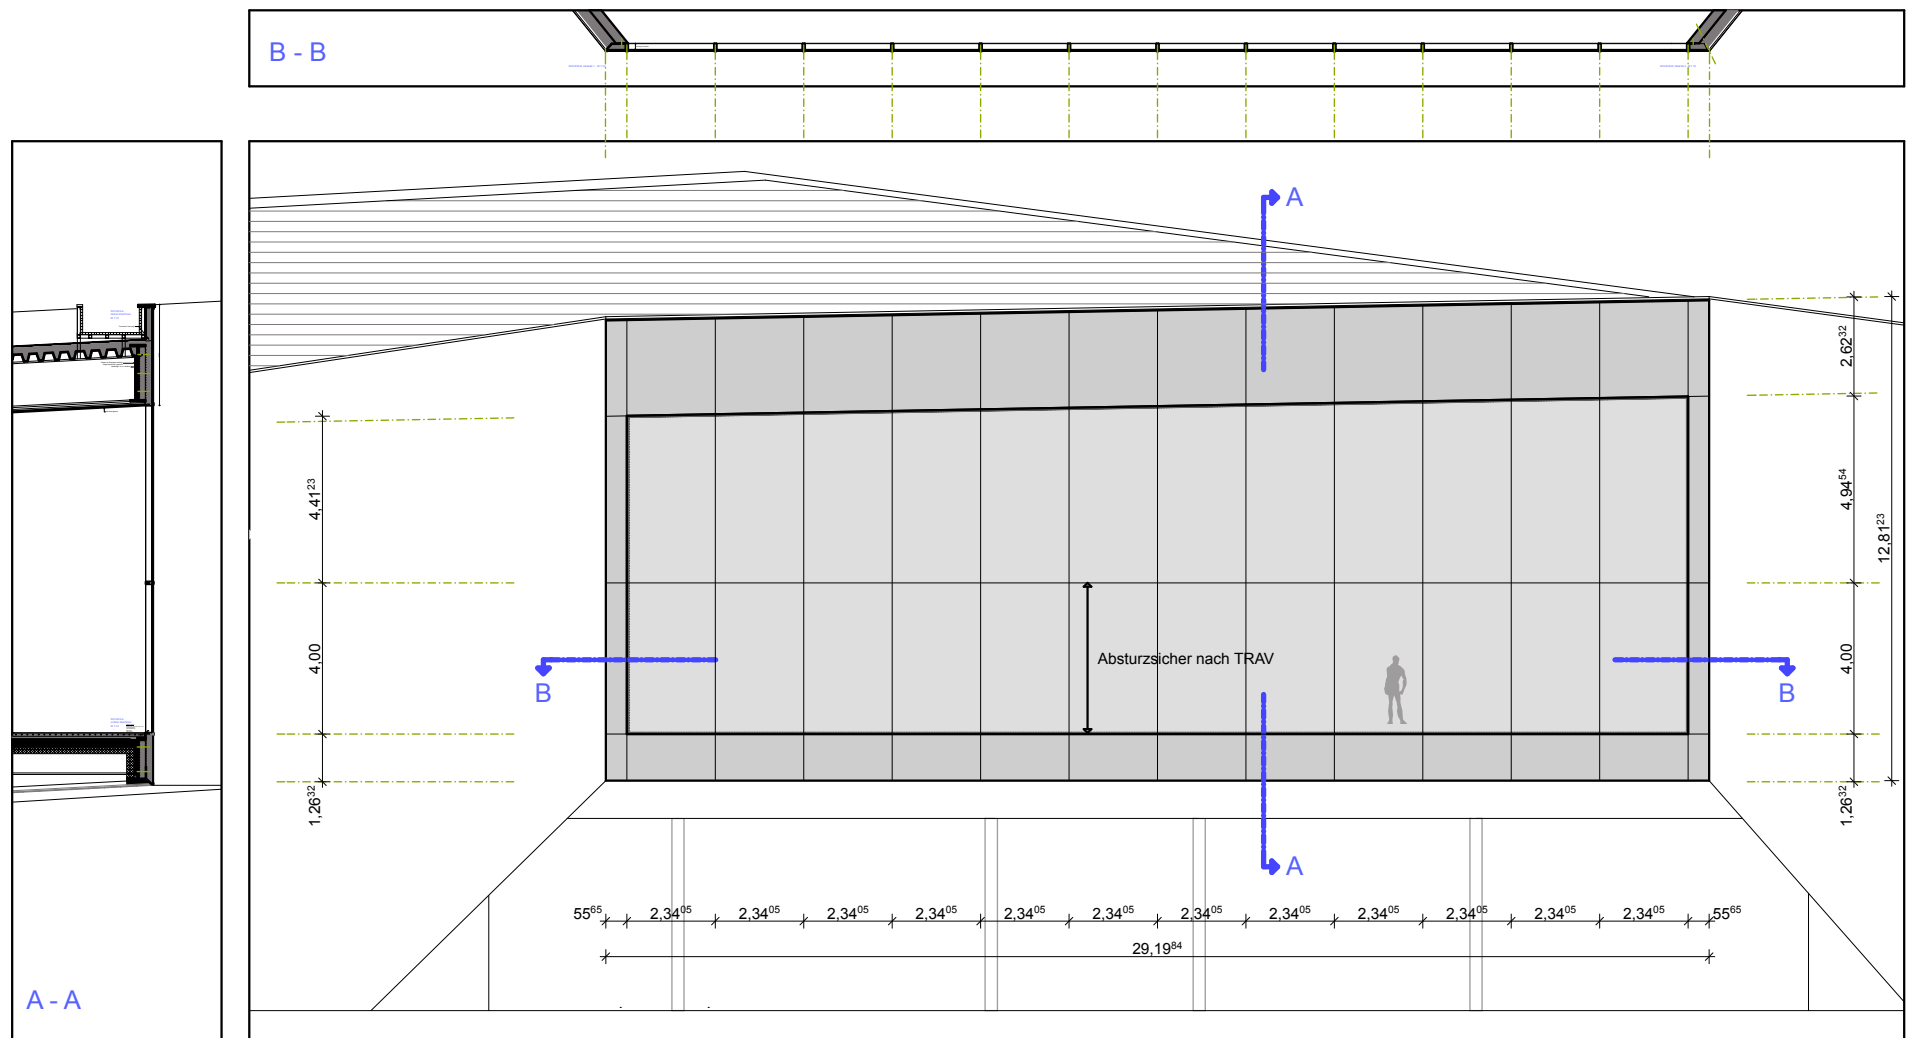 B - B
A
2,62³²
4,41²³
4,94⁵⁴
12,81²³
4,00
Absturzsicher nach TRAV
4,00
B
B
1,26³²
1,26³²
A
55⁶⁵ 2,34⁰⁵ 2,34⁰⁵ 2,34⁰⁵ 2,34⁰⁵ 2,34⁰⁵ 2,34⁰⁵ 2,34⁰⁵ 2,34⁰⁵ 2,34⁰⁵ 2,34⁰⁵ 2,34⁰⁵ 2,34⁰⁵ 55⁶⁵
29,19⁸⁴
A - A